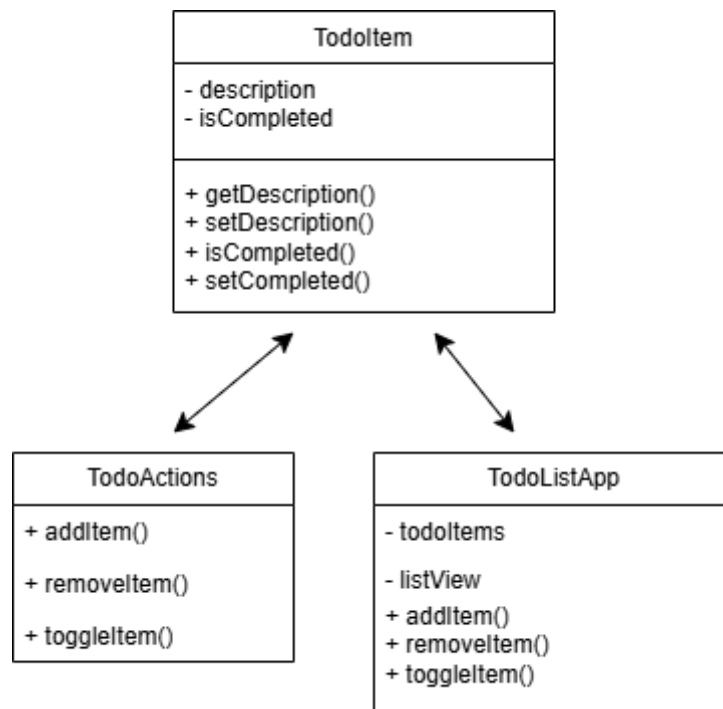 TodoItem
- description
- isCompleted
+ getDescription()
+ setDescription()
+ isCompleted()
+ setCompleted()
TodoActions
+ addItem()
+ removeItem()
+ toggleItem()
TodoListApp
- todoItems
- listView
+ addItem()
+ removeItem()
+ toggleItem()